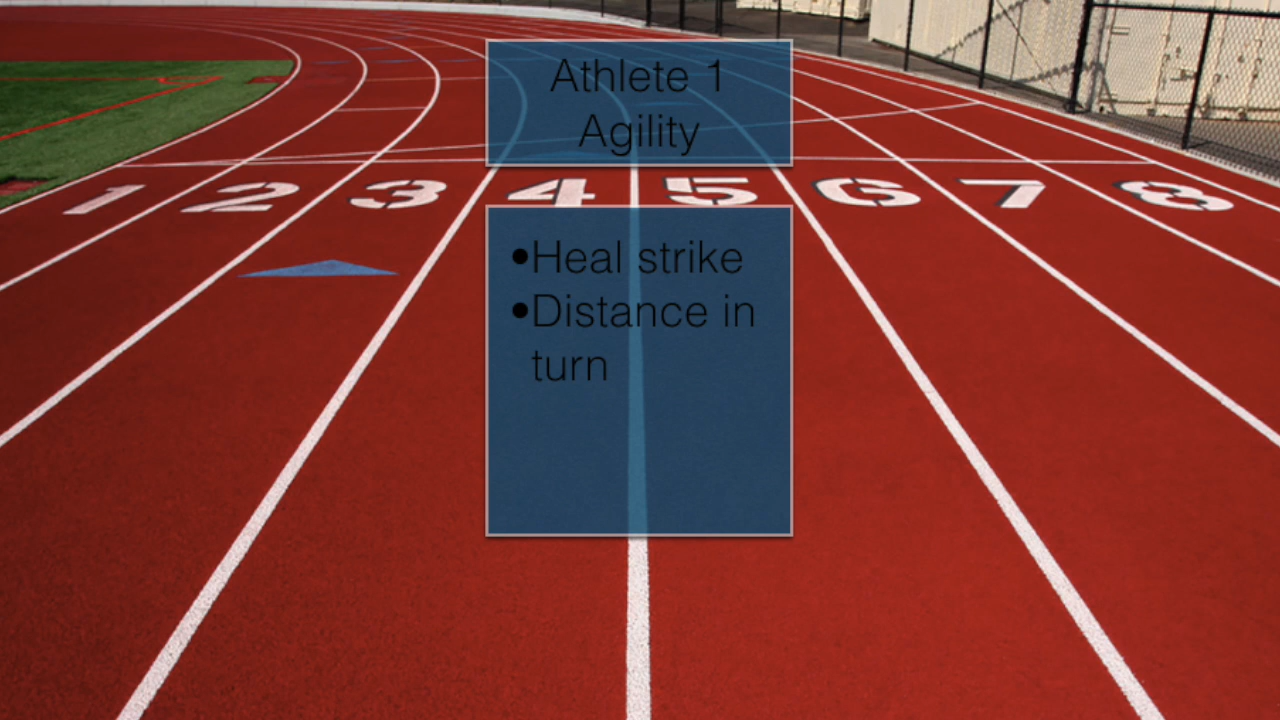 Athlete 1
Agility
1 2 3 4 5 6 7 8
•Heal strike
•Distance in
turn